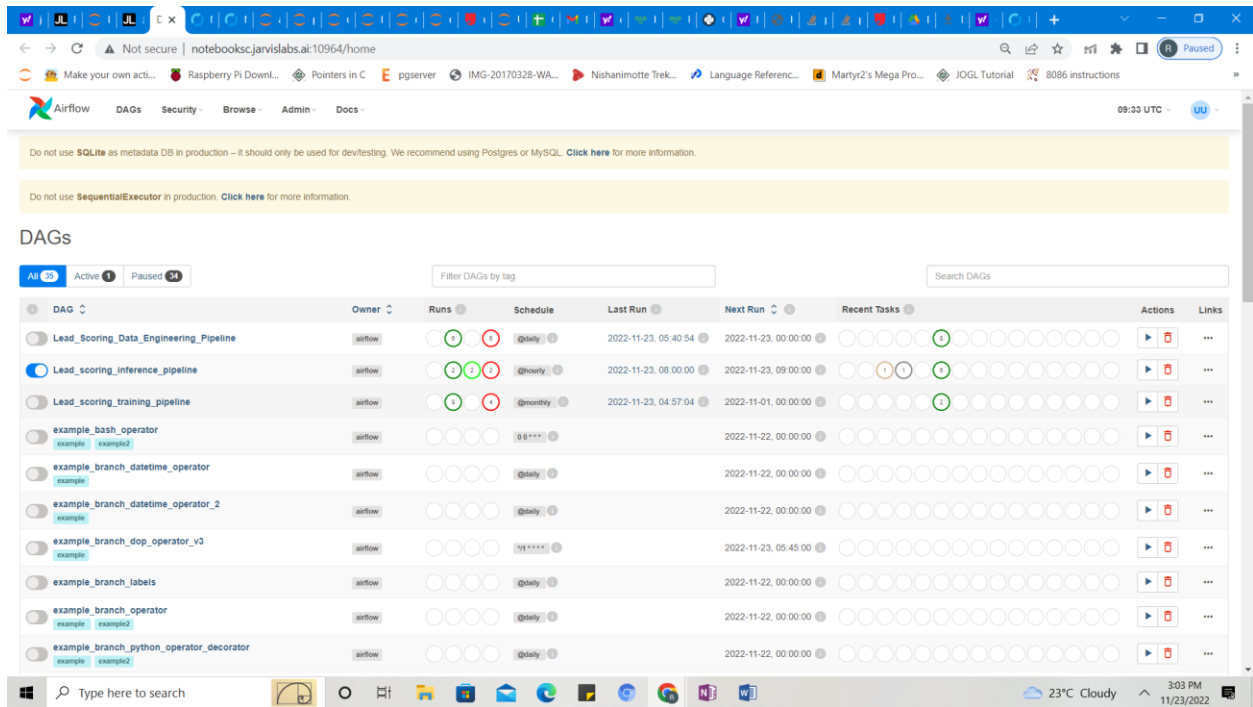 Not secure | notebooksc.jarvislabs.ai:10964/home
R Paused
Make your own acti... Raspberry Pi Downl... Pointers in C pgserver IMG-20170328-WA... Nishanimotte Trek... Language Referenc... Martyr2's Mega Pro... JOGL Tutorial 8086 instructions »
Airflow DAGs Security Browse Admin Docs 09:33 UTC UU
Do not use SQLite as metadata DB in production – it should only be used for dev/testing. We recommend using Postgres or MySQL. Click here for more information.
Do not use SequentialExecutor in production. Click here for more information.
DAGs
All 35 Active 1 Paused 34 Filter DAGs by tag Search DAGs
DAG Owner Runs Schedule Last Run Next Run Recent Tasks Actions Links
Lead_Scoring_Data_Engineering_Pipeline airflow @daily 2022-11-23, 05:40:54 2022-11-23, 00:00:00
Lead_scoring_inference_pipeline airflow 2 2 2 @hourly 2022-11-23, 08:00:00 2022-11-23, 09:00:00 1 1
Lead_scoring_training_pipeline airflow 4 @monthly 2022-11-23, 04:57:04 2022-11-01, 00:00:00 2
example_bash_operator airflow 0 0 * * * 2022-11-22, 00:00:00
example example2
example_branch_datetime_operator airflow @daily 2022-11-22, 00:00:00
example
example_branch_datetime_operator_2 airflow @daily 2022-11-22, 00:00:00
example
example_branch_dop_operator_v3 airflow */1 * * * * 2022-11-23, 05:45:00
example
example_branch_labels airflow @daily 2022-11-22, 00:00:00
example_branch_operator airflow @daily 2022-11-22, 00:00:00
example example2
example_branch_python_operator_decorator airflow @daily 2022-11-22, 00:00:00
example example2
Type here to search 23°C Cloudy 3:03 PM
11/23/2022